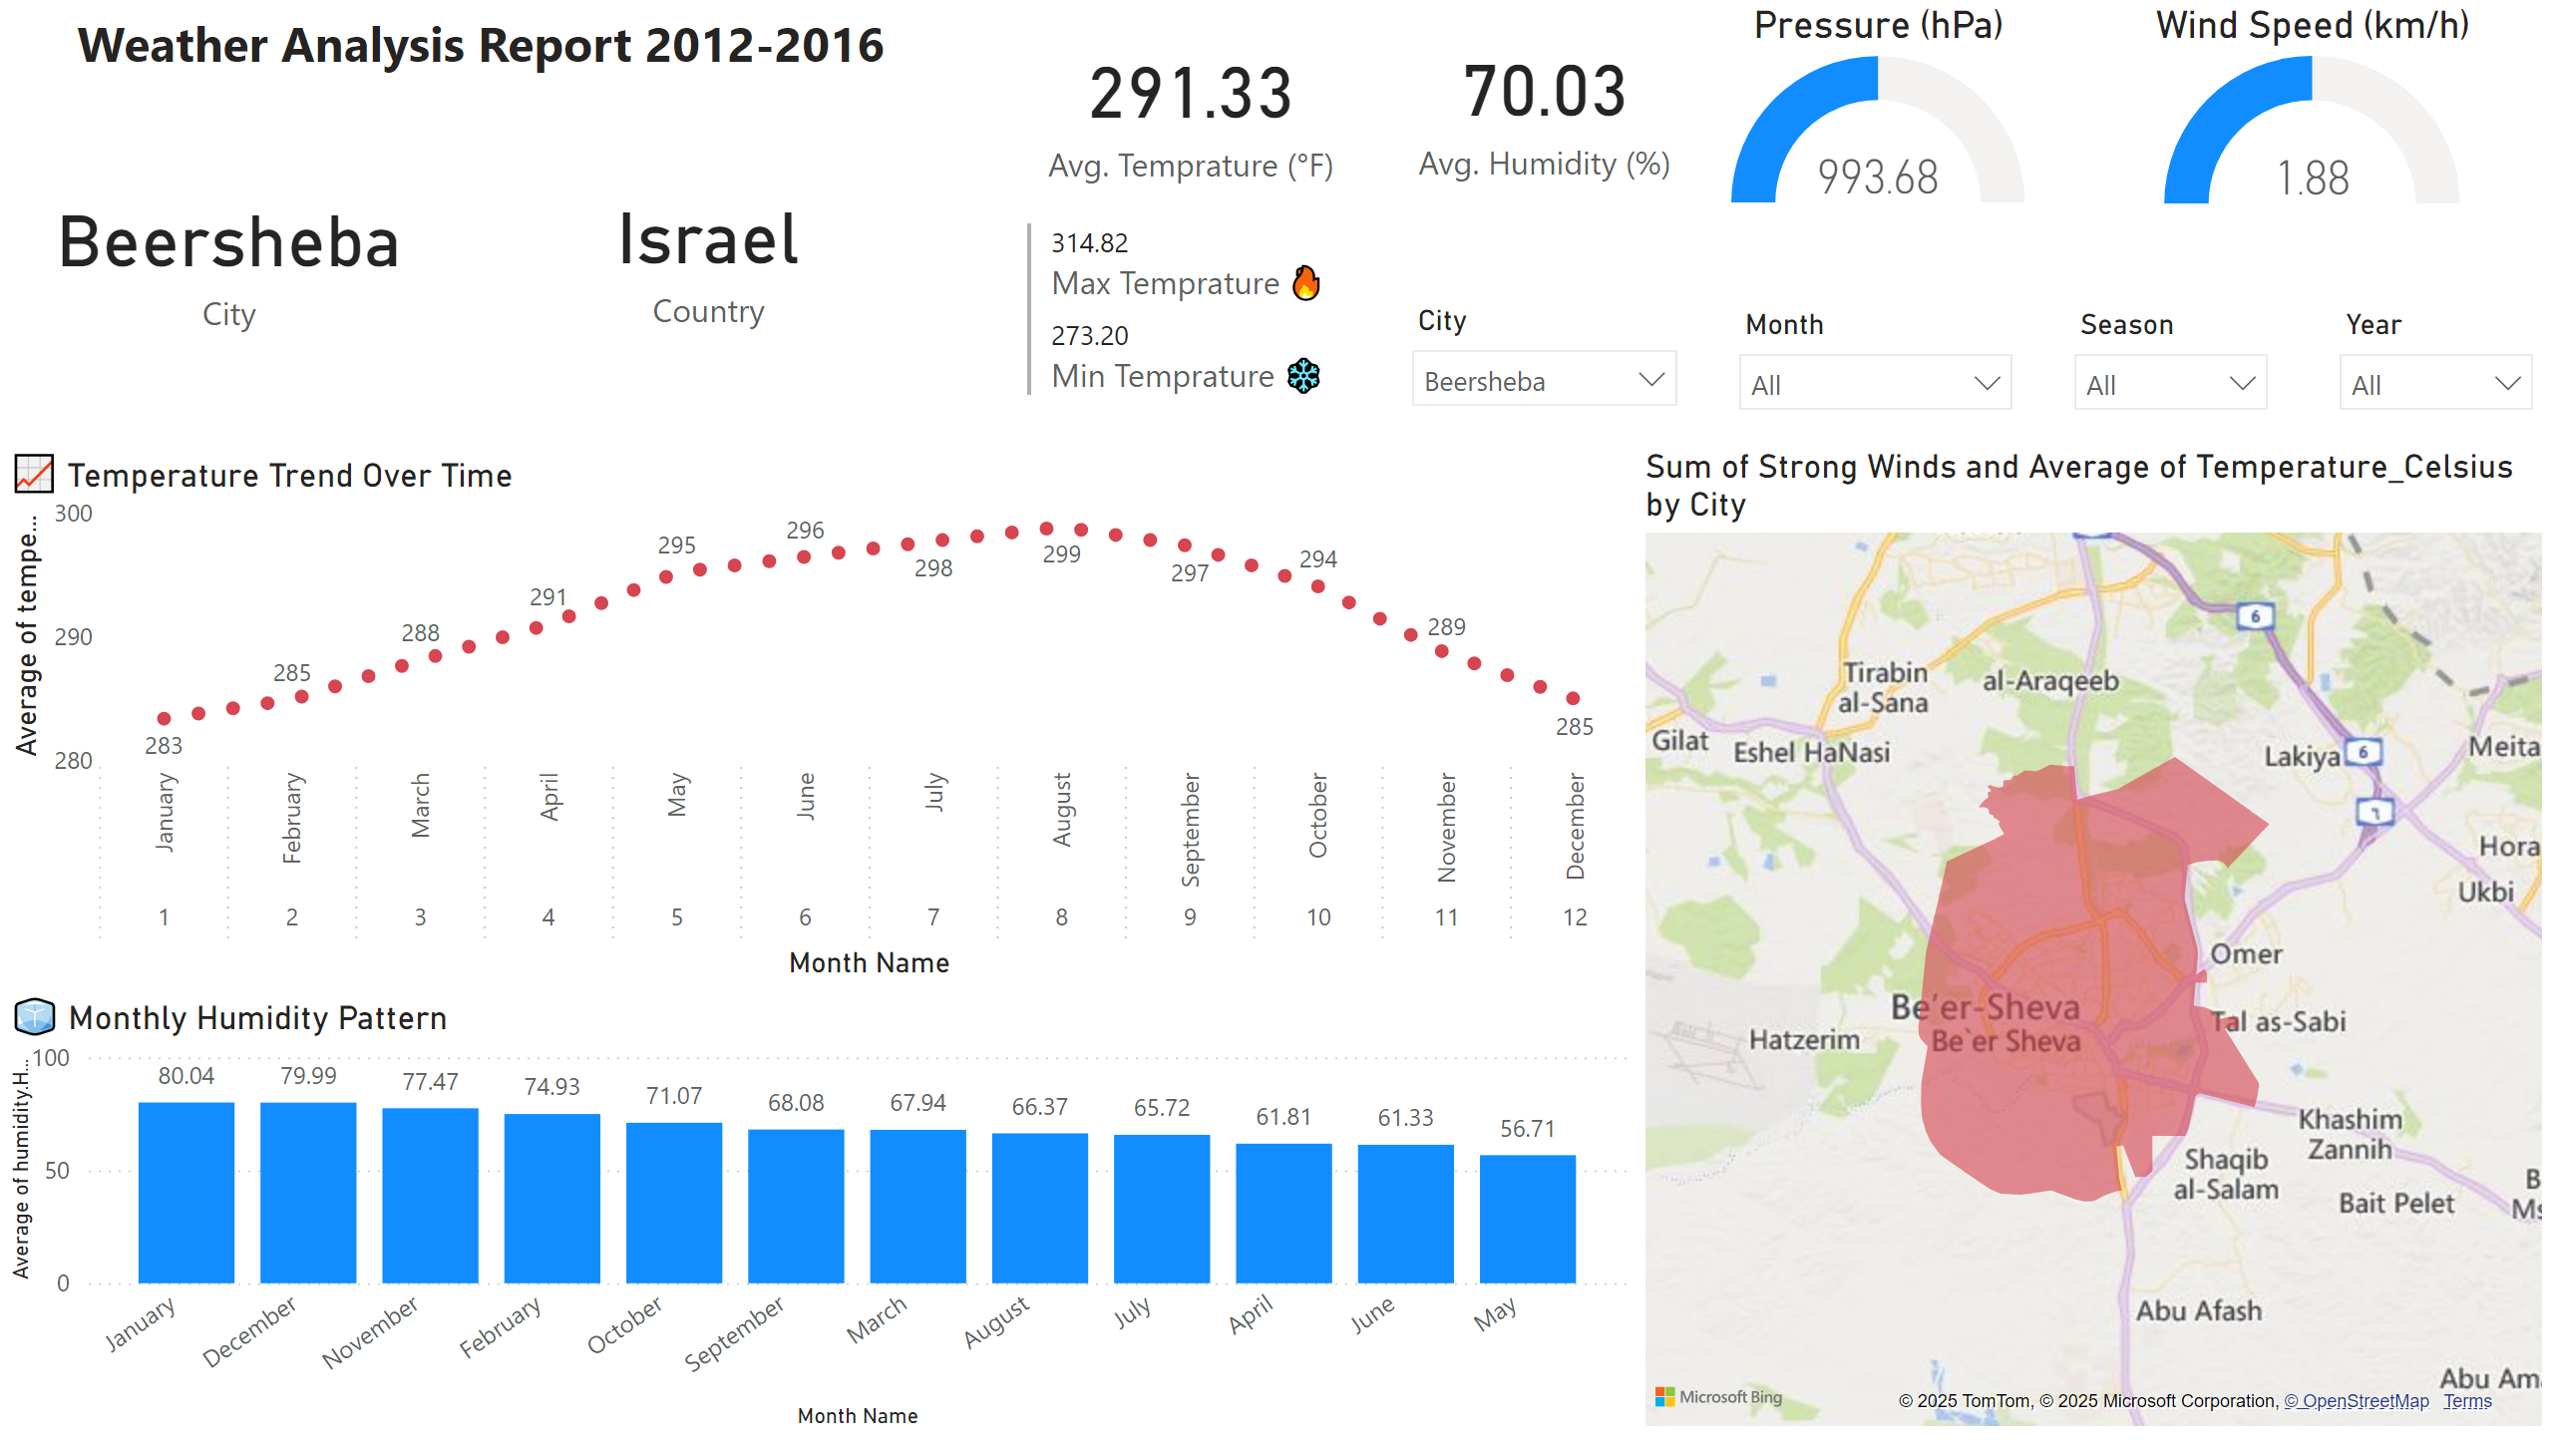 Weather Analysis Report 2012-2016
Beersheba
City
Israel
Country
291.33
Avg. Temprature (°F)
314.82
Max Temprature
273.20
Min Temprature
70.03
Avg. Humidity (%)
Pressure (hPa)
993.68
Wind Speed (km/h)
1.88
City
Beersheba
Month
All
Season
All
Year
All
Temperature Trend Over Time
Average of tempe...
300
290
280
283
285
288
291
295
296
298
299
297
294
289
285
January
February
March
April
May
June
July
August
September
October
November
December
1
2
3
4
5
6
7
8
9
10
11
12
Month Name
Monthly Humidity Pattern
Average of humidity.H...
100
50
0
80.04
79.99
77.47
74.93
71.07
68.08
67.94
66.37
65.72
61.81
61.33
56.71
January
December
November
February
October
September
March
August
July
April
June
May
Month Name
Sum of Strong Winds and Average of Temperature_Celsius
by City
6
Tirabin
al-Sana
al-Araqeeb
Gilat
Eshel HaNasi
Lakiya
6
Meita
Hora
Ukbi
Omer
Be'er-Sheva
Be`er Sheva
Tal as-Sabi
Hatzerim
Khashim
Zannih
Shaqib
al-Salam
Bait Pelet
B
Ms
Abu Afash
Abu Am
Microsoft Bing
© 2025 TomTom, © 2025 Microsoft Corporation, © OpenStreetMap Terms